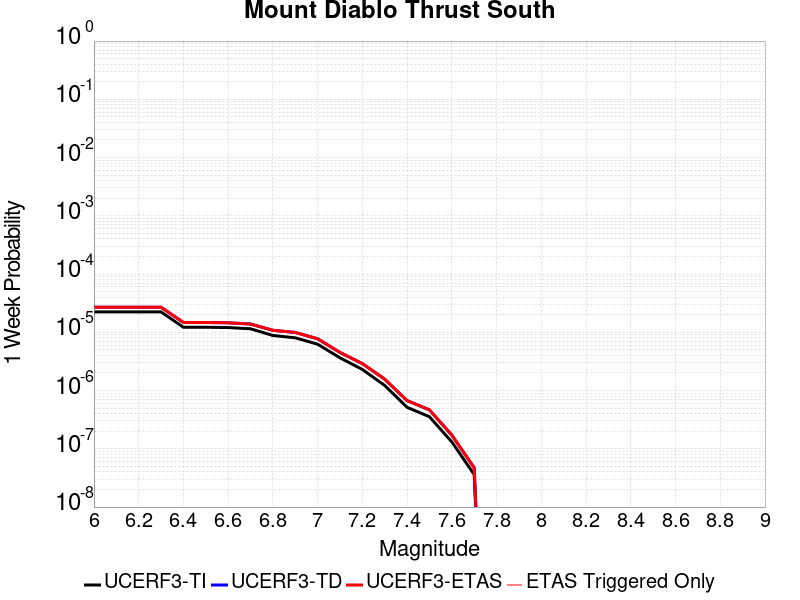 Mount Diablo Thrust South
10^0
10^-1
10^-2
10^-3
10^-4
10^-5
10^-6
10^-7
10^-8
1 Week Probability
6 6.2 6.4 6.6 6.8 7 7.2 7.4 7.6 7.8 8 8.2 8.4 8.6 8.8 9
Magnitude
UCERF3-TI UCERF3-TD UCERF3-ETAS ETAS Triggered Only